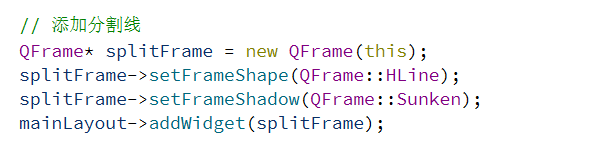 // 添加分割线
QFrame* splitFrame = new QFrame(this);
splitFrame->setFrameShape(QFrame::HLine);
splitFrame->setFrameShadow(QFrame::Sunken);
mainLayout->addWidget(splitFrame);